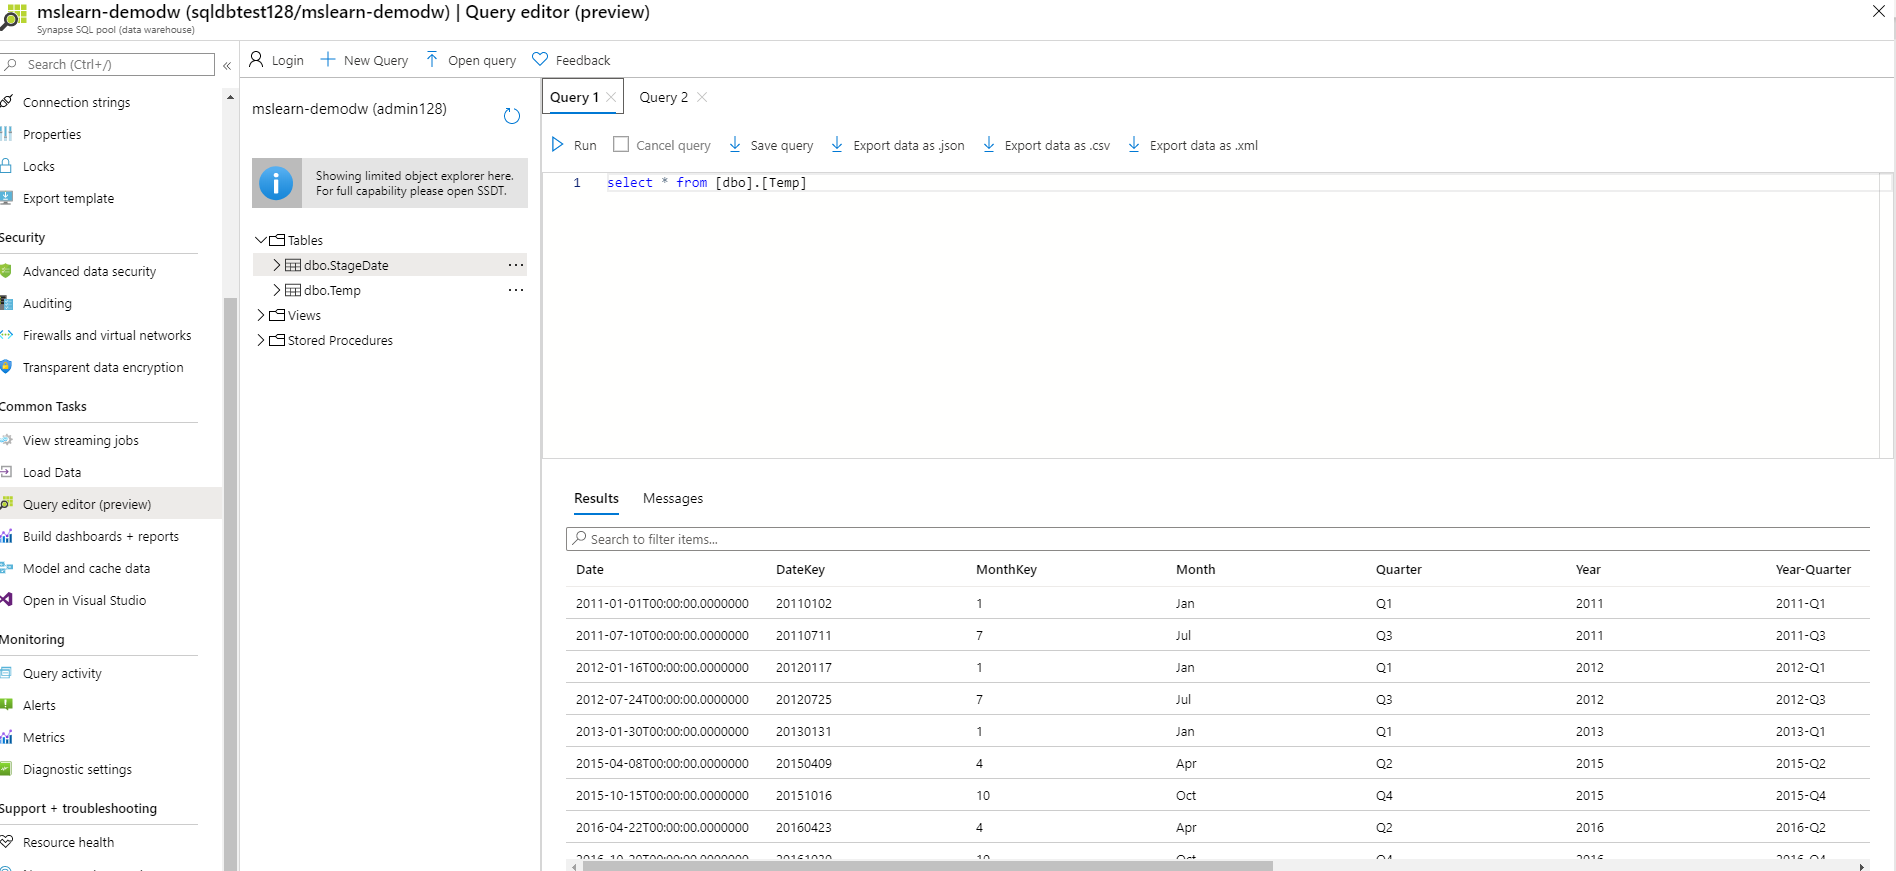 mslearn-demodw (sqldbtest128/mslearn-demodw) | Query editor (preview)
Synapse SQL pool (data warehouse)
Search (Ctrl+/)
«
Connection strings
Properties
Locks
Export template
Security
Advanced data security
Auditing
Firewalls and virtual networks
Transparent data encryption
Common Tasks
View streaming jobs
Load Data
Query editor (preview)
Build dashboards + reports
Model and cache data
Open in Visual Studio
Monitoring
Query activity
Alerts
Metrics
Diagnostic settings
Support + troubleshooting
Resource health
Login New Query Open query Feedback
mslearn-demodw (admin128)
Showing limited object explorer here.
For full capability please open SSDT.
Tables
dbo.StageDate
dbo.Temp
Views
Stored Procedures
Query 1 Query 2
Run Cancel query Save query Export data as .json Export data as .csv Export data as .xml
1 select * from [dbo].[Temp]
Results Messages
Search to filter items...
Date DateKey MonthKey Month Quarter Year Year-Quarter
2011-01-01T00:00:00.0000000 20110102 1 Jan Q1 2011 2011-Q1
2011-07-10T00:00:00.0000000 20110711 7 Jul Q3 2011 2011-Q3
2012-01-16T00:00:00.0000000 20120117 1 Jan Q1 2012 2012-Q1
2012-07-24T00:00:00.0000000 20120725 7 Jul Q3 2012 2012-Q3
2013-01-30T00:00:00.0000000 20130131 1 Jan Q1 2013 2013-Q1
2015-04-08T00:00:00.0000000 20150409 4 Apr Q2 2015 2015-Q2
2015-10-15T00:00:00.0000000 20151016 10 Oct Q4 2015 2015-Q4
2016-04-22T00:00:00.0000000 20160423 4 Apr Q2 2016 2016-Q2